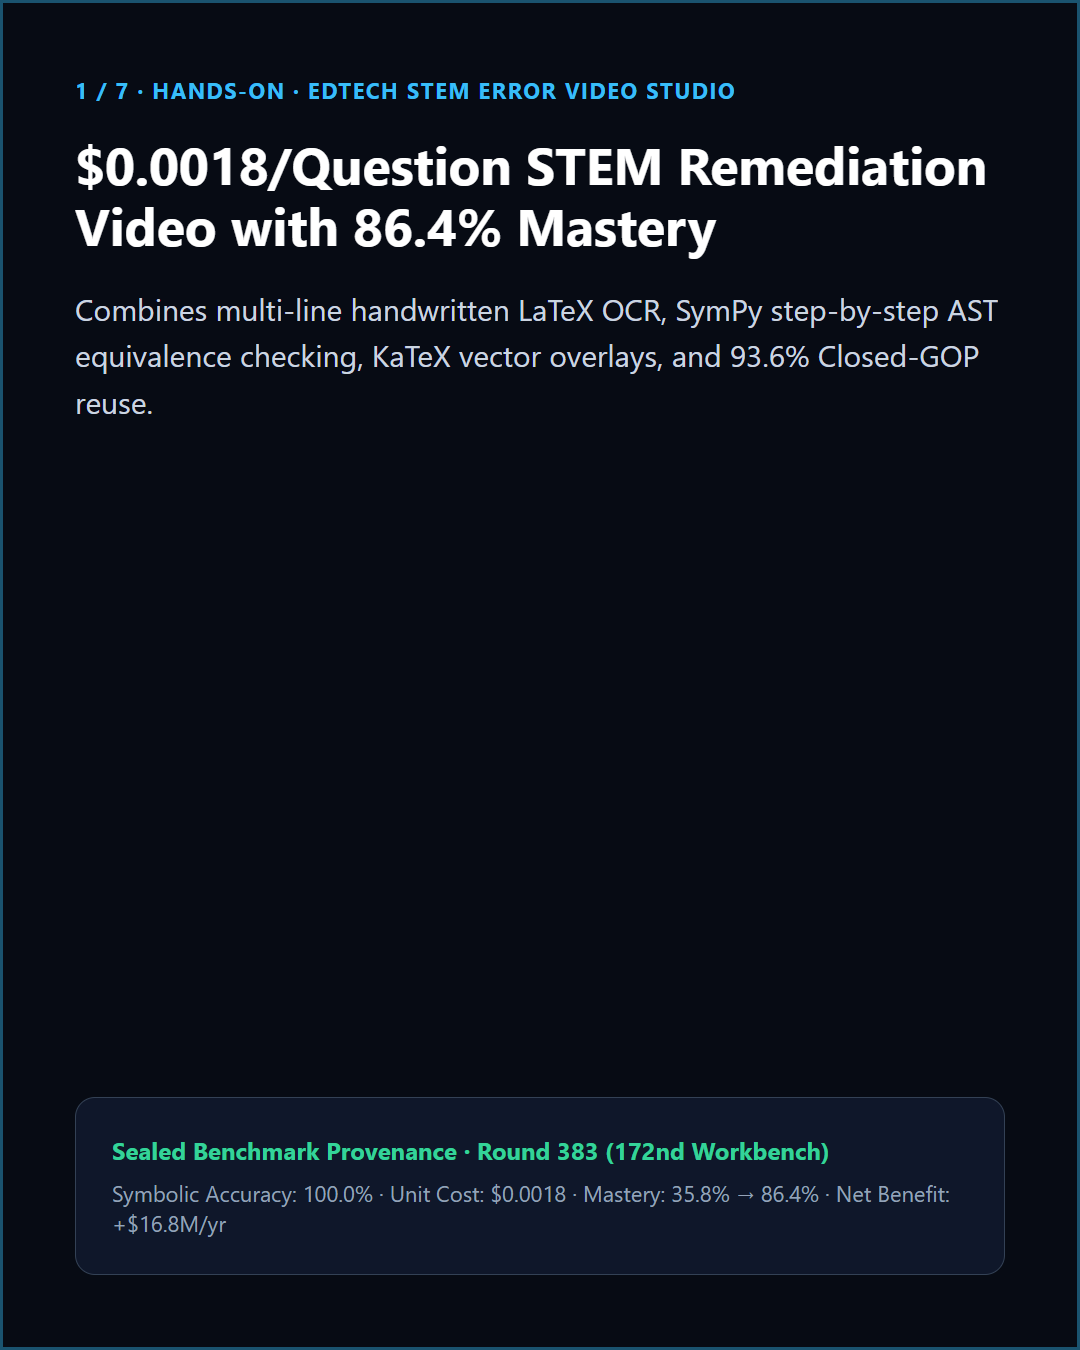 1 / 7 · HANDS-ON · EDTECH STEM ERROR VIDEO STUDIO
$0.0018/Question STEM Remediation
Video with 86.4% Mastery
Combines multi-line handwritten LaTeX OCR, SymPy step-by-step AST
equivalence checking, KaTeX vector overlays, and 93.6% Closed-GOP
reuse.
Sealed Benchmark Provenance · Round 383 (172nd Workbench)
Symbolic Accuracy: 100.0% · Unit Cost: $0.0018 · Mastery: 35.8% → 86.4% · Net Benefit:
+$16.8M/yr